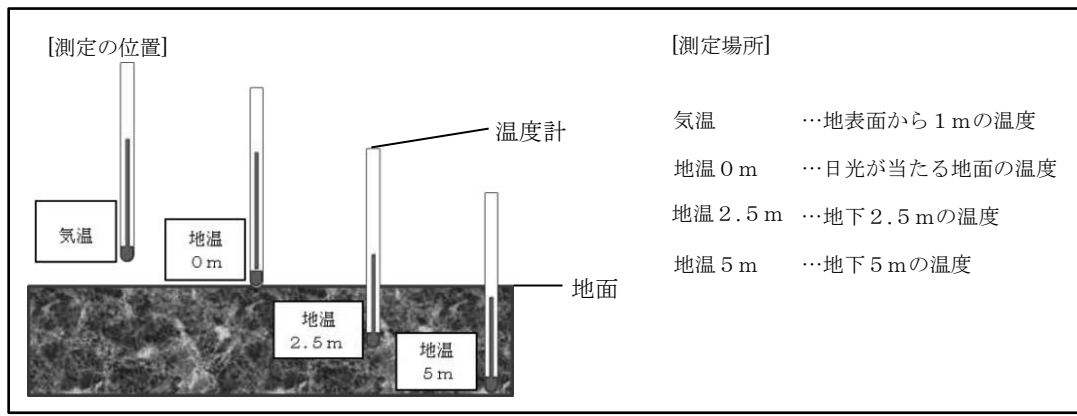 [測定の位置]
温度計
気温
地温
０ｍ
地面
地温
２.５ｍ
地温
５ｍ
[測定場所]
気温 …地表面から１ｍの温度
地温０ｍ …日光が当たる地面の温度
地温２.５ｍ …地下２.５ｍの温度
地温５ｍ …地下５ｍの温度